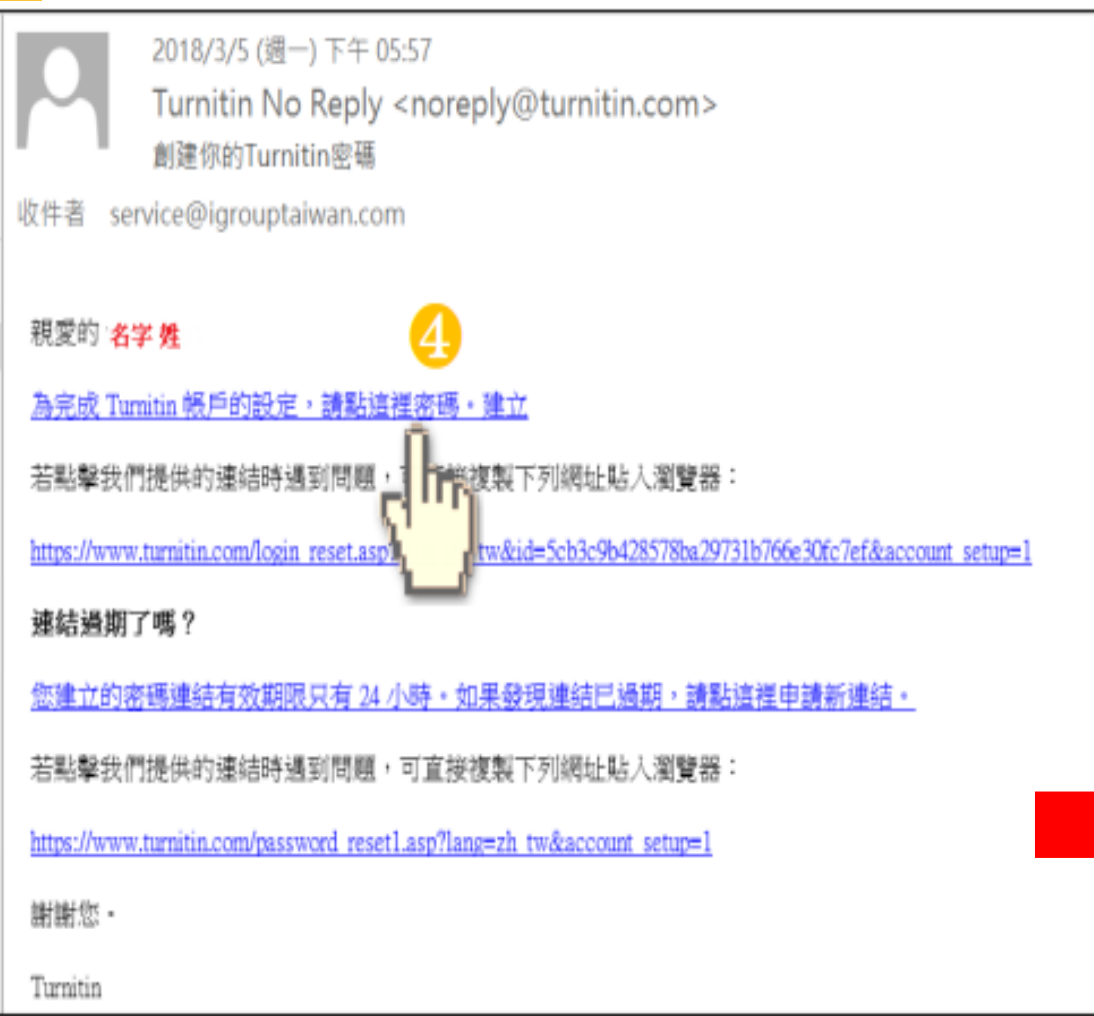 2018/3/5 (週一) 下午 05:57
Turnitin No Reply <noreply@turnitin.com>
創建你的Turnitin密碼
收件者 service@igrouptaiwan.com
親愛的 名字 姓
4
為完成 Turnitin 帳戶的設定，請點這裡密碼。建立
若點擊我們提供的連結時遇到問題，接複製下列網址貼入瀏覽器：
https://www.turnitin.com/login_reset.asp tw&id=5cb3c9b428578ba29731b766e30fc7ef&account_setup=1
連結過期了嗎？
您建立的密碼連結有效期限只有 24 小時。如果發現連結已過期，請點這裡申請新連結。
若點擊我們提供的連結時遇到問題，可直接複製下列網址貼入瀏覽器：
https://www.turnitin.com/password_reset1.asp?lang=zh_tw&account_setup=1
謝謝您。
Turnitin